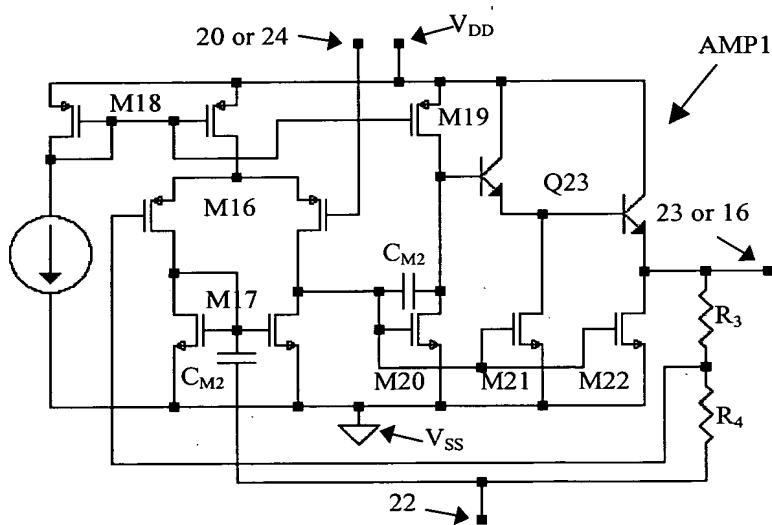 20 or 24
V_DD
AMP1
M18
M19
M16
Q23
23 or 16
C_M2
M17
R_3
C_M2
M20
M21
M22
R_4
V_SS
22